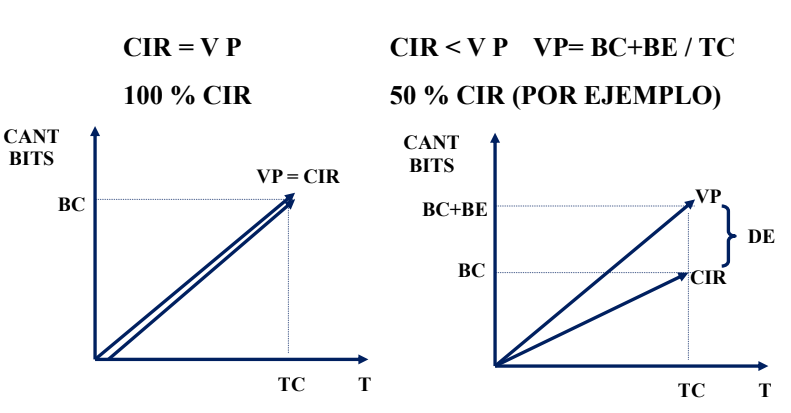 CIR = V P
100 % CIR
CANT
BITS
VP = CIR
BC
TC
T
CIR < V P VP= BC+BE / TC
50 % CIR (POR EJEMPLO)
CANT
BITS
VP
BC+BE
DE
BC
CIR
TC
T